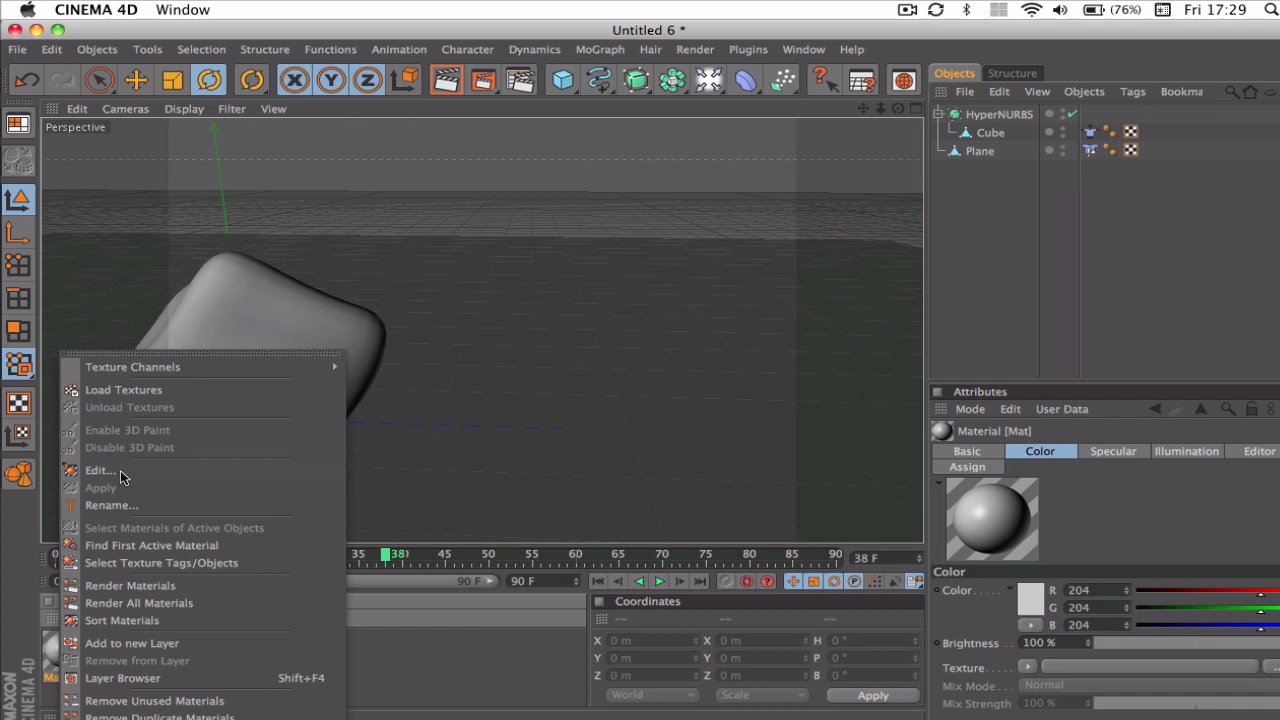 CINEMA 4D Window (76%) Fri 17:29
Untitled 6 *
File Edit Objects Tools Selection Structure Functions Animation Character Dynamics MoGraph Hair Render Plugins Window Help
Objects Structure
File Edit View Objects Tags Bookma
Edit Cameras Display Filter View
Perspective
HyperNURBS
Cube
Plane
Texture Channels
Load Textures
Unload Textures
Enable 3D Paint
Disable 3D Paint
Edit...
Apply
Rename...
Select Materials of Active Objects
Find First Active Material
Select Texture Tags/Objects
Render Materials
Render All Materials
Sort Materials
Add to new Layer
Remove from Layer
Layer Browser Shift+F4
Remove Unused Materials
Remove Duplicate Materials
35 38) 45 50 55 60 65 70 75 80 85 90 38 F
90 F 90 F
Coordinates
-- -- --
X 0 m X 0 m H 0 °
Y 0 m Y 0 m P 0 °
Z 0 m Z 0 m B 0 °
World Scale Apply
MAXON
CINEMA 4D
Attributes
Mode Edit User Data
Material [Mat]
Basic Color Specular Illumination Editor
Assign
Color
Color R 204
G 204
B 204
Brightness 100 %
Texture
Mix Mode Normal
Mix Strength